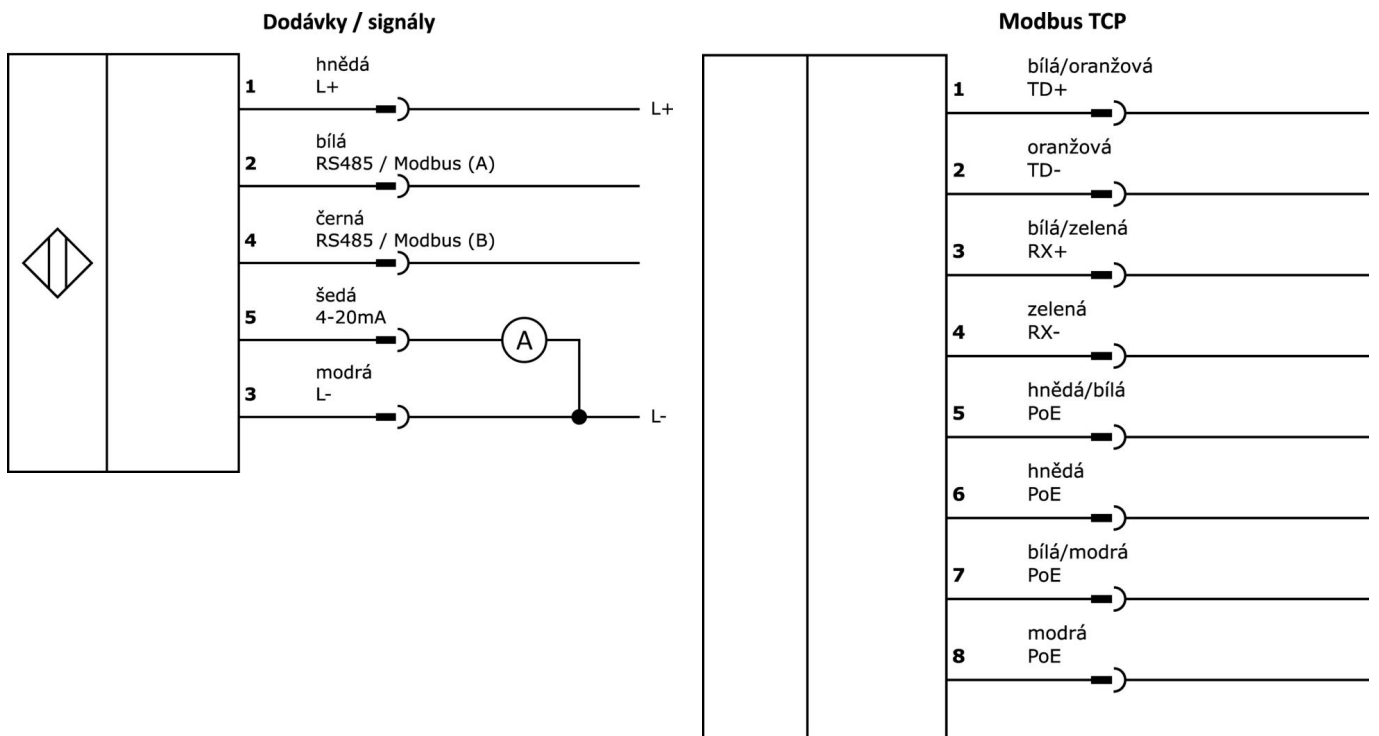 Dodávky / signály
hnědá
1 L+
L+
bílá
2 RS485 / Modbus (A)
černá
4 RS485 / Modbus (B)
šedá
5 4-20mA
A
modrá
3 L-
L-
Modbus TCP
bílá/oranžová
1 TD+
oranžová
2 TD-
bílá/zelená
3 RX+
zelená
4 RX-
hnědá/bílá
5 PoE
hnědá
6 PoE
bílá/modrá
7 PoE
modrá
8 PoE